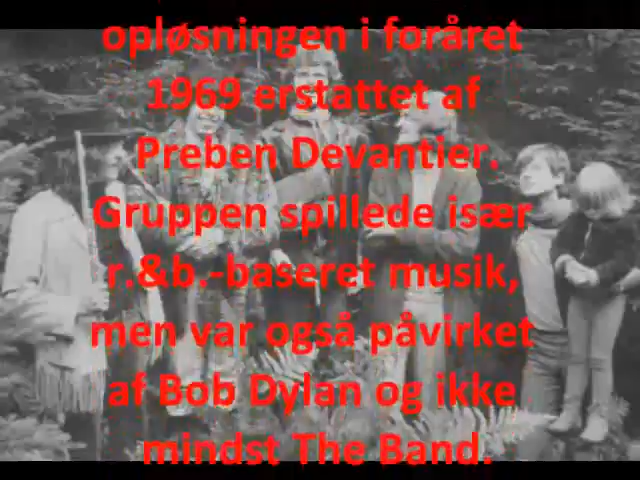 opløsningen i foråret
1969 erstattet af
Preben Devantier.
Gruppen spillede især
r.&b.-baseret musik,
men var også påvirket
af Bob Dylan og ikke
mindst The Band.